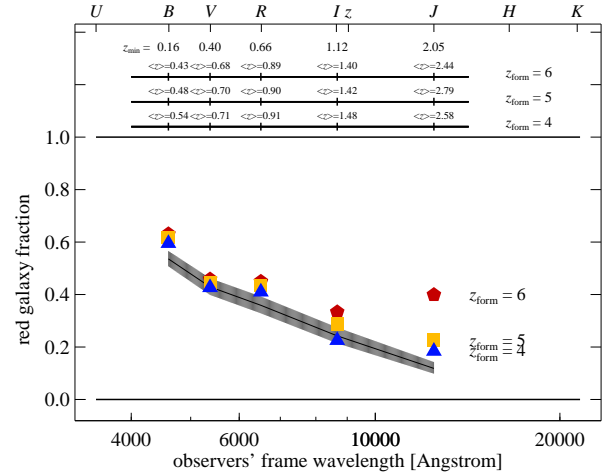 U B V R I z J H K
z_min = 0.16 0.40 0.66 1.12 2.05
<z>=0.43 <z>=0.68 <z>=0.89 <z>=1.40 <z>=2.44
z_form = 6
<z>=0.48 <z>=0.70 <z>=0.90 <z>=1.42 <z>=2.79
z_form = 5
<z>=0.54 <z>=0.71 <z>=0.91 <z>=1.48 <z>=2.58
z_form = 4
1.0
0.8
0.6
0.4
0.2
0.0
red galaxy fraction
z_form = 6
z_form = 5
z_form = 4
4000 6000 10000 20000
observers' frame wavelength [Angstrom]